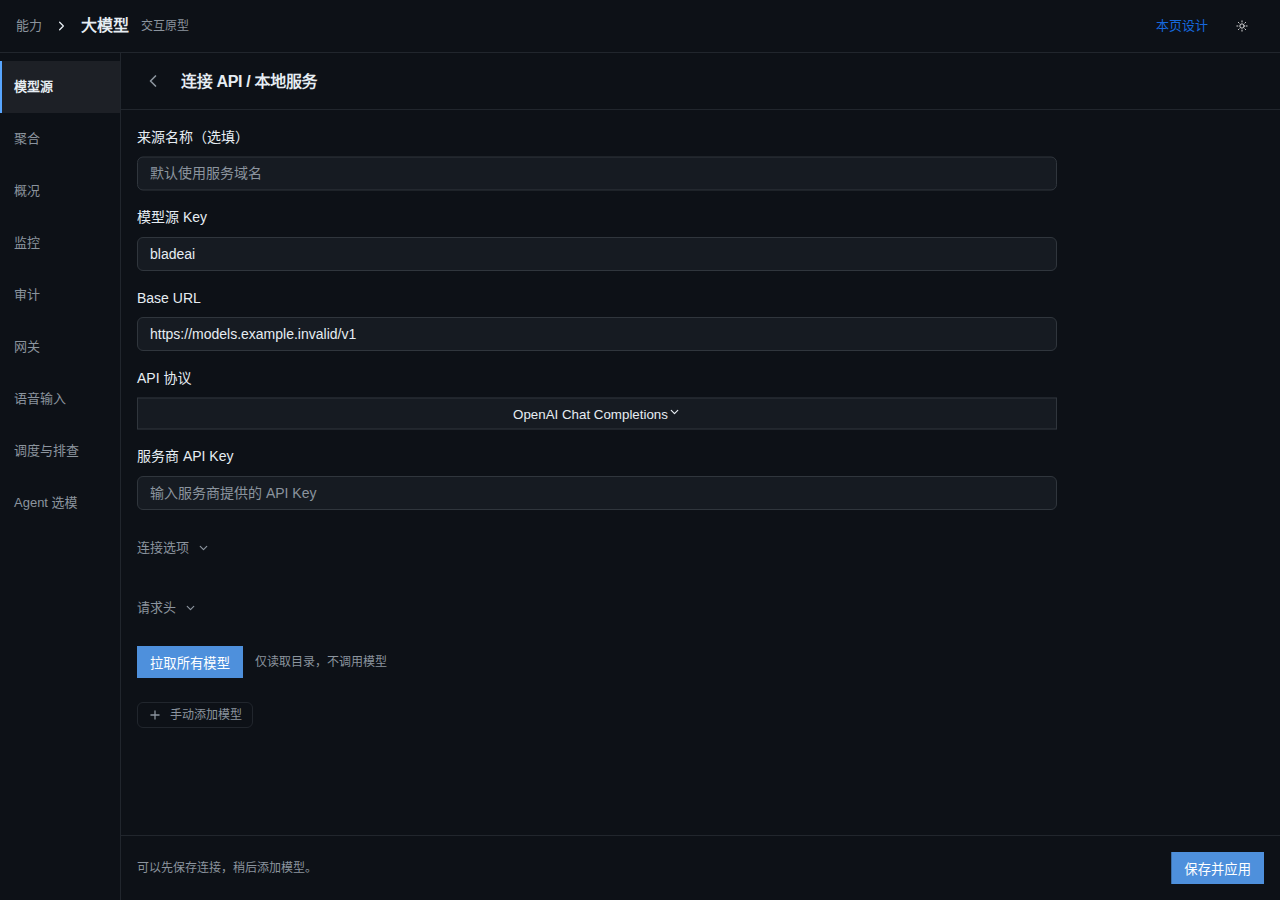 能力 大模型 交互原型 本页设计
模型源
聚合
概况
监控
审计
网关
语音输入
调度与排查
Agent 选模
连接 API / 本地服务
来源名称（选填）
默认使用服务域名
模型源 Key
bladeai
Base URL
https://models.example.invalid/v1
API 协议
OpenAI Chat Completions
服务商 API Key
输入服务商提供的 API Key
连接选项
请求头
拉取所有模型 仅读取目录，不调用模型
手动添加模型
可以先保存连接，稍后添加模型。 保存并应用